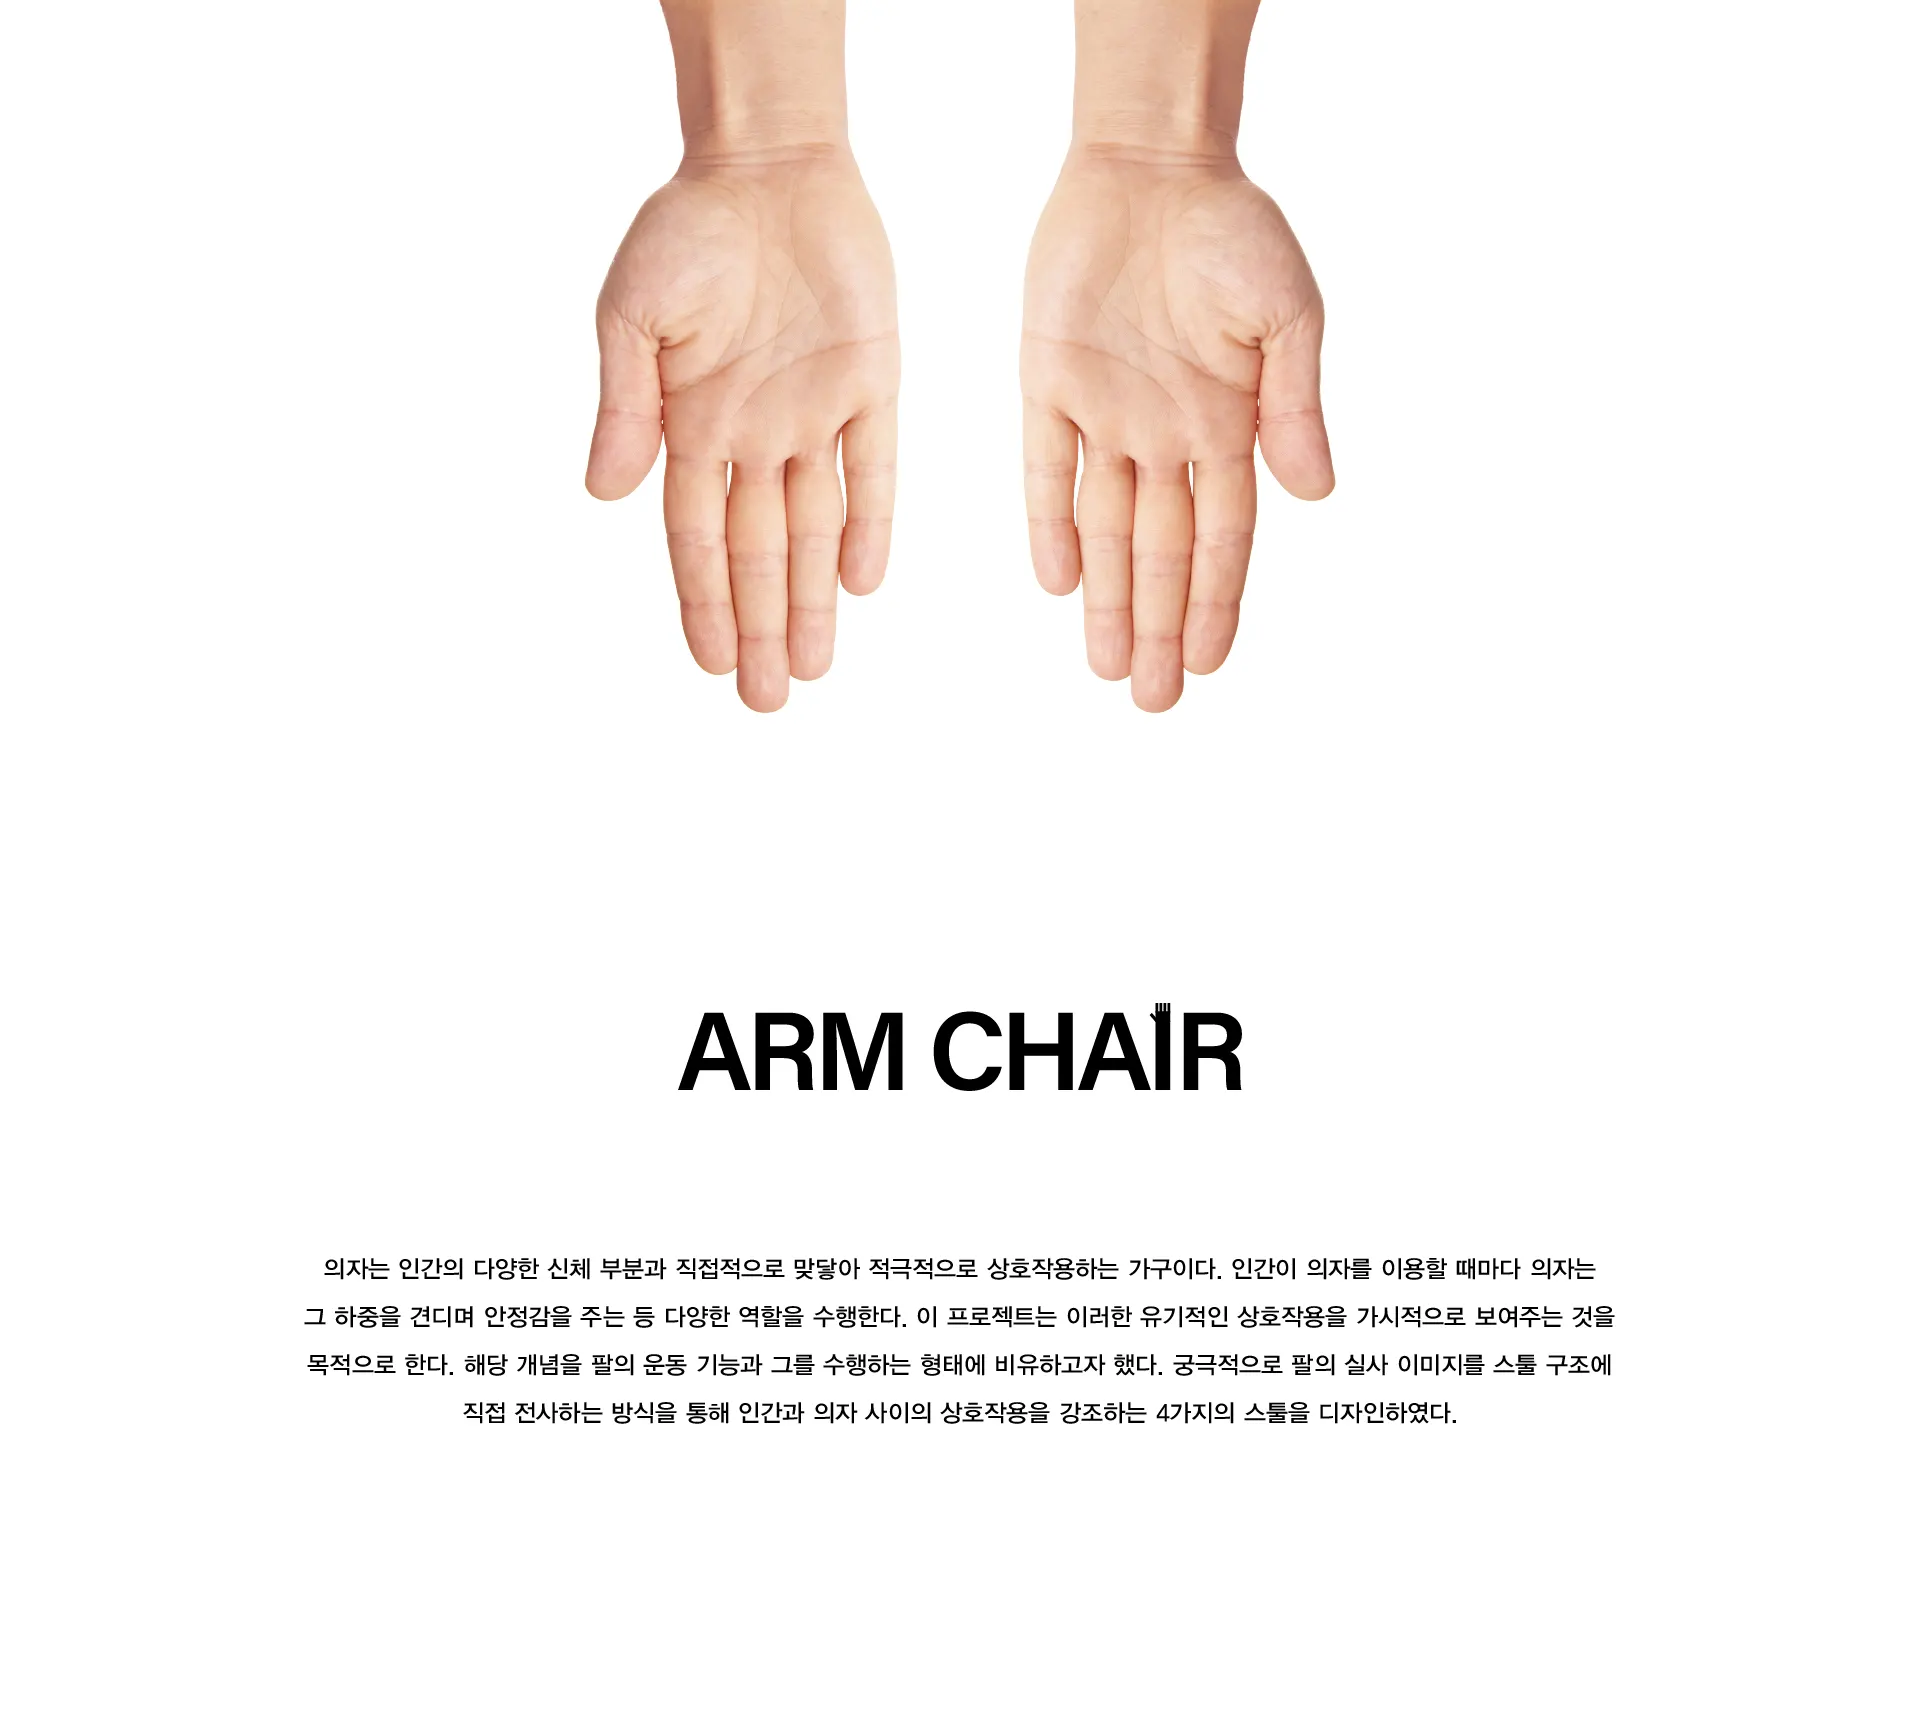 ARM CHAIR
의자는 인간의 다양한 신체 부분과 직접적으로 맞닿아 적극적으로 상호작용하는 가구이다. 인간이 의자를 이용할 때마다 의자는
그 하중을 견디며 안정감을 주는 등 다양한 역할을 수행한다. 이 프로젝트는 이러한 유기적인 상호작용을 가시적으로 보여주는 것을
목적으로 한다. 해당 개념을 팔의 운동 기능과 그를 수행하는 형태에 비유하고자 했다. 궁극적으로 팔의 실사 이미지를 스툴 구조에
직접 전사하는 방식을 통해 인간과 의자 사이의 상호작용을 강조하는 4가지의 스툴을 디자인하였다.